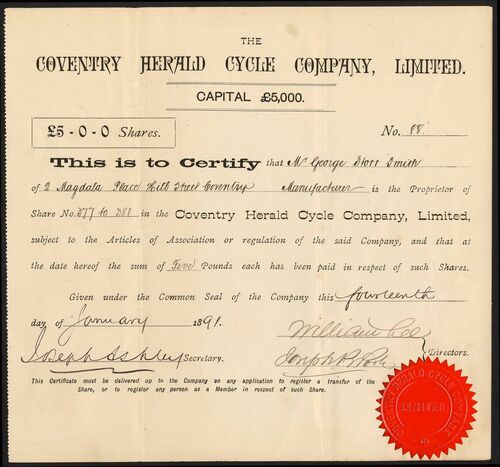 THE
COVENTRY HERALD CYCLE COMPANY, LIMITED.
CAPITAL £5,000.
£5-0-0 Shares.
No. 88
This is to Certify that Mr George Storr Smith
of 2 Magdala Place Hill Street Coventry Manufacturer is the Proprietor of
Share No. 377 to 381 in the Coventry Herald Cycle Company, Limited,
subject to the Articles of Association or regulation of the said Company, and that at
the date hereof the sum of Five Pounds each has been paid in respect of such Shares.
Given under the Common Seal of the Company this fourteenth
day of January 1891.
William
Joseph Ashley Secretary.
Joseph B.
Directors.
This Certificate must be delivered up to the Company on any application to register a transfer of the
Share, or to register any person as a Member in respect of such Share.
COVENTRY HERALD CYCLE COMPANY
LIMITED